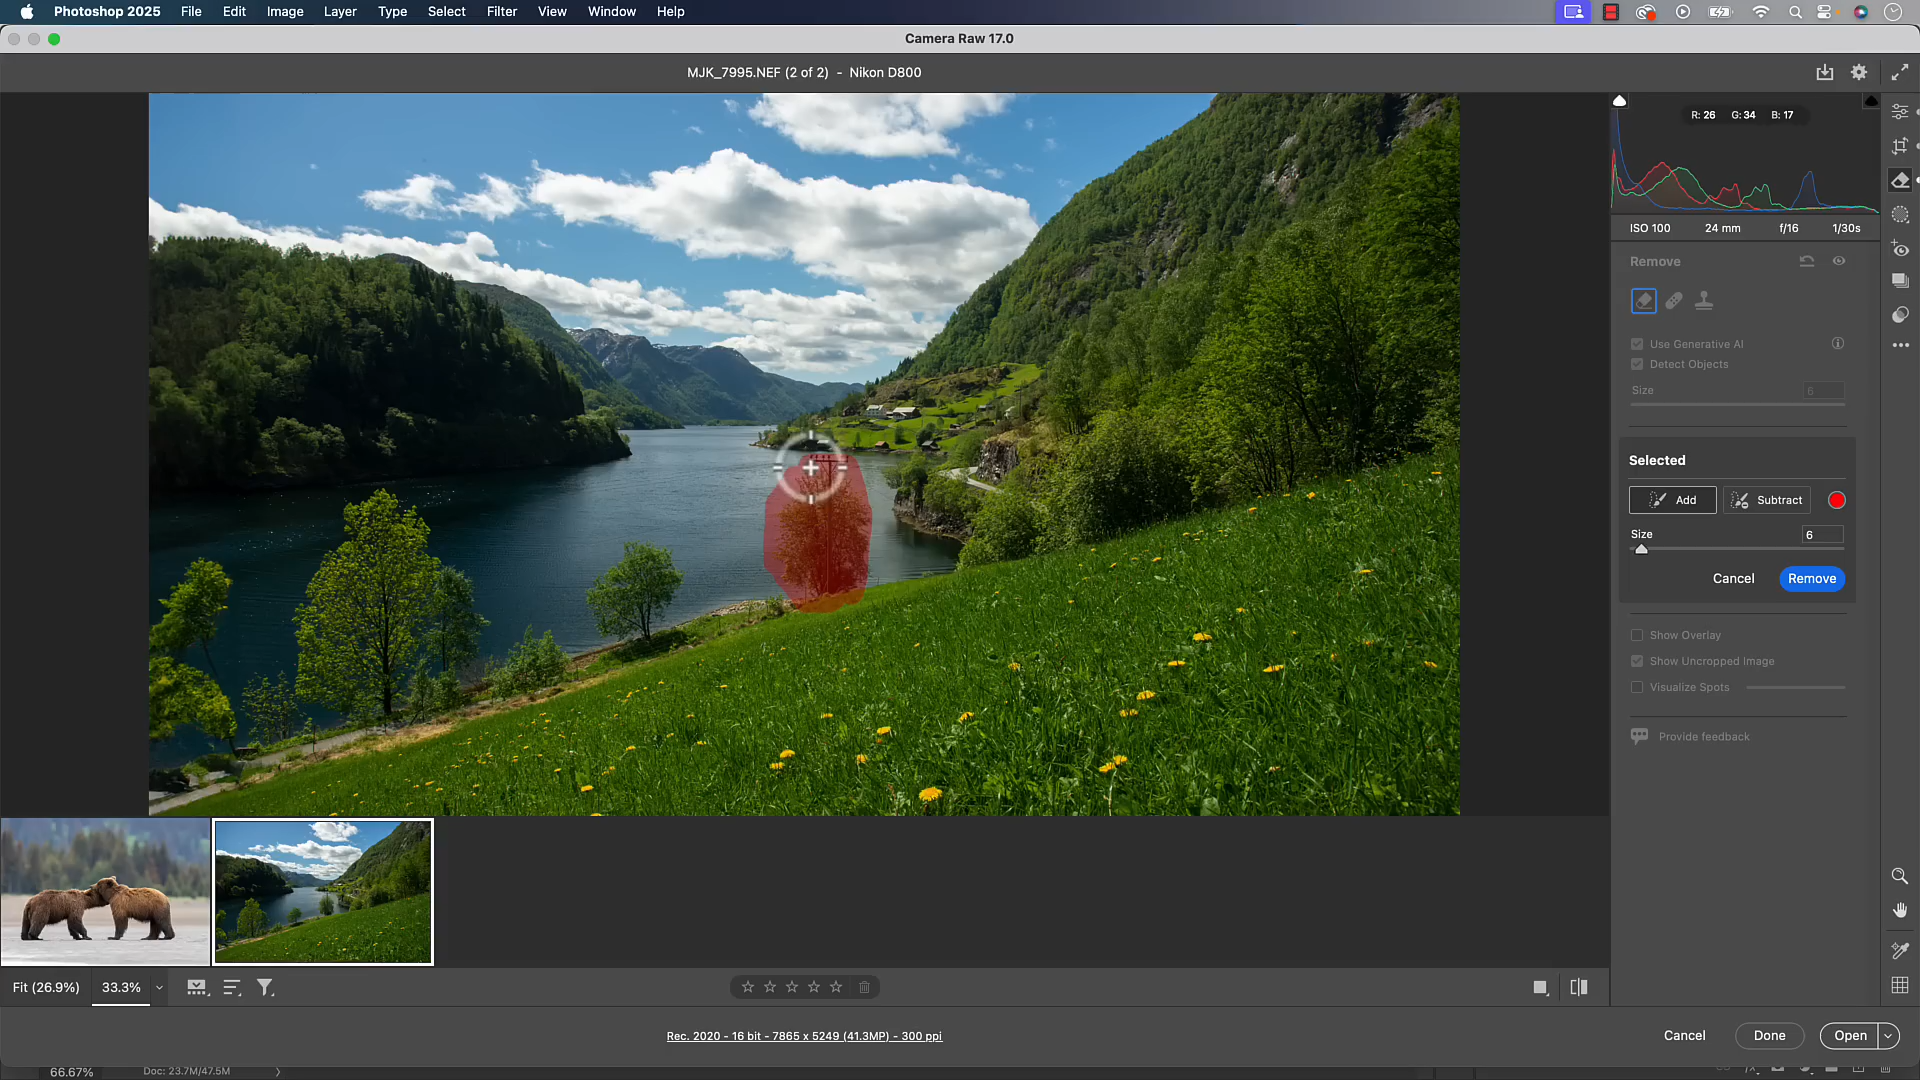 Photoshop 2025 File Edit Image Layer Type Select Filter View Window Help
Camera Raw 17.0
MJK_7995.NEF (2 of 2) - Nikon D800
R: 26 G: 34 B: 17
ISO 100 24 mm f/16 1/30s
Remove
Use Generative AI
Detect Objects
Size 6
Selected
Add Subtract
Size 6
Cancel Remove
Show Overlay
Show Uncropped Image
Visualize Spots
Provide feedback
Fit (26.9%) 33.3%
Rec. 2020 - 16 bit - 7865 x 5249 (41.3MP) - 300 ppi
Cancel Done Open
66.67% Doc: 23.7M/47.5M